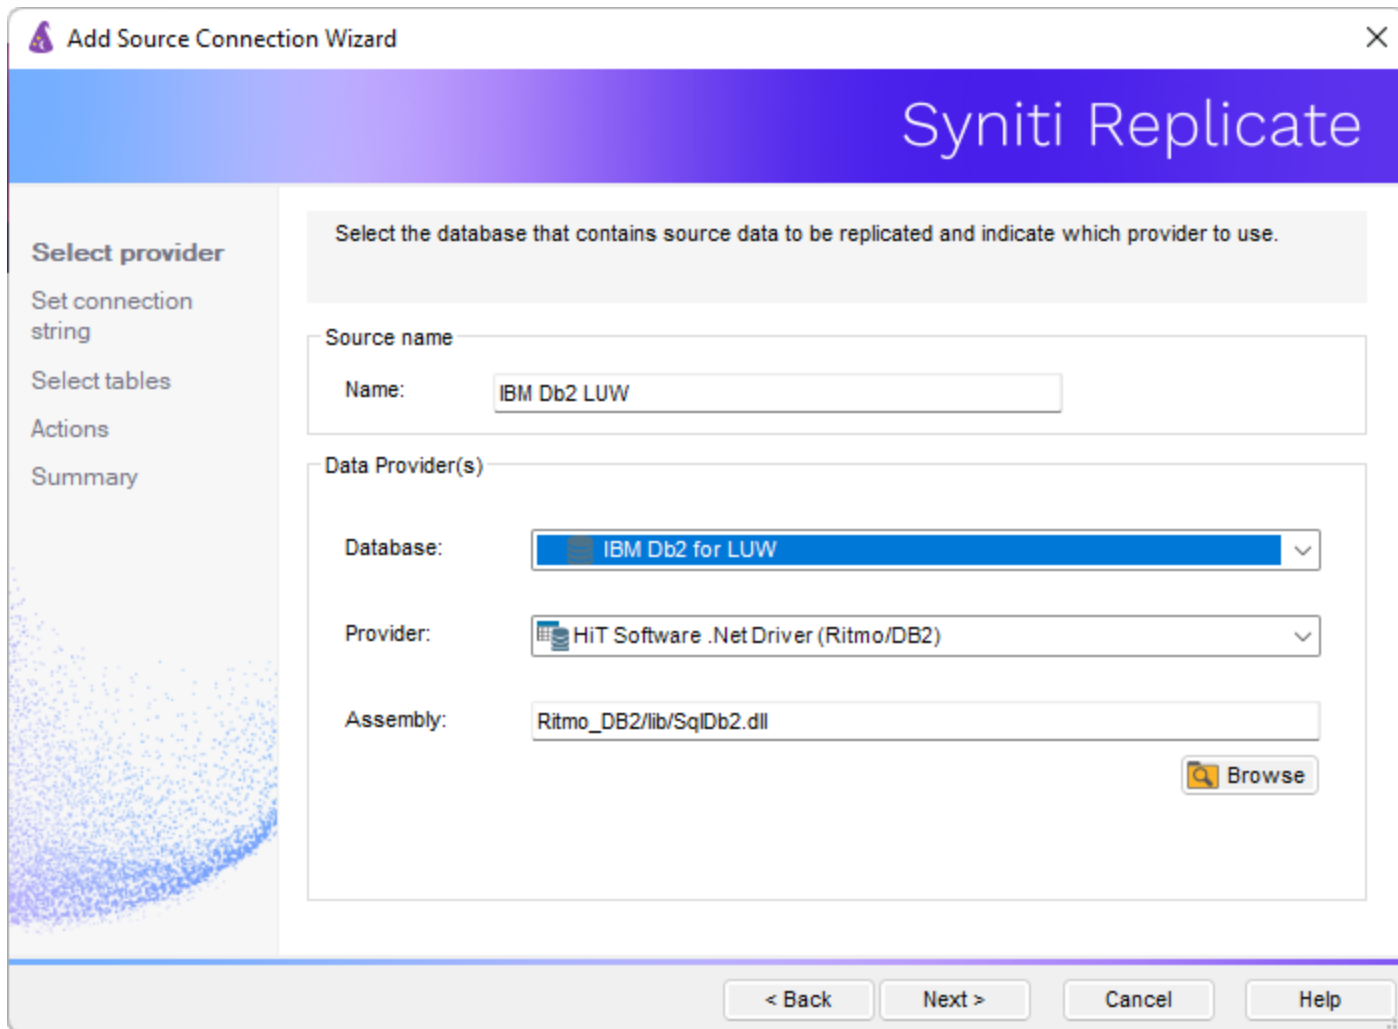 Add Source Connection Wizard
Syniti Replicate
Select provider
Set connection
string
Select tables
Actions
Summary
Select the database that contains source data to be replicated and indicate which provider to use.
Source name
Name:
IBM Db2 LUW
Data Provider(s)
Database:
IBM Db2 for LUW
Provider:
HiT Software .Net Driver (Ritmo/DB2)
Assembly:
Ritmo_DB2/lib/SqlDb2.dll
Browse
< Back
Next >
Cancel
Help